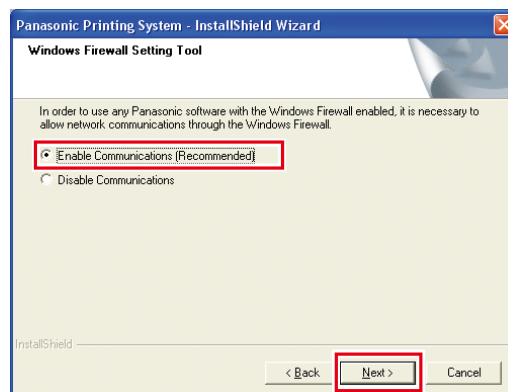 Panasonic Printing System - InstallShield Wizard
Windows Firewall Setting Tool
In order to use any Panasonic software with the Windows Firewall enabled, it is necessary to
allow network communications through the Windows Firewall.
Enable Communications (Recommended)
Disable Communications
InstallShield
< Back Next > Cancel